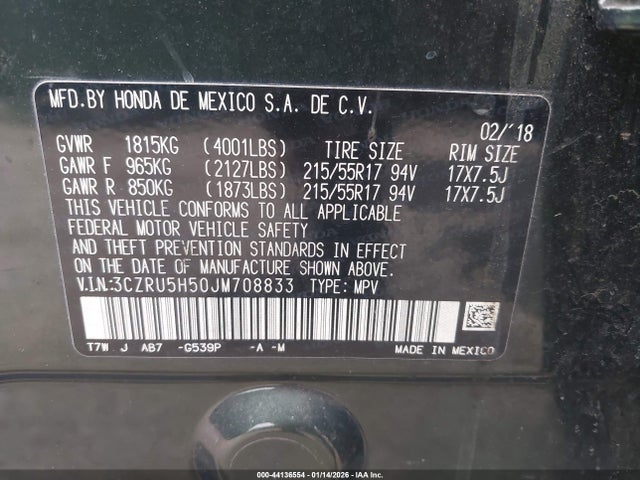 MFD.BY HONDA DE MEXICO S.A. DE C.V.
02/'18
GVWR 1815KG (4001LBS) TIRE SIZE RIM SIZE
GAWR F 965KG (2127LBS) 215/55R17 94V 17X7.5J
GAWR R 850KG (1873LBS) 215/55R17 94V 17X7.5J
THIS VEHICLE CONFORMS TO ALL APPLICABLE
FEDERAL MOTOR VEHICLE SAFETY
AND THEFT PREVENTION STANDARDS IN EFFECT
ON THE DATE OF MANUFACTURE SHOWN ABOVE.
V.I.N:3CZRU5H50JM708833 TYPE: MPV
T7W J AB7 -G539P -A -M MADE IN MEXICO
000-44136554 | 01/14/2026 | IAA Inc.